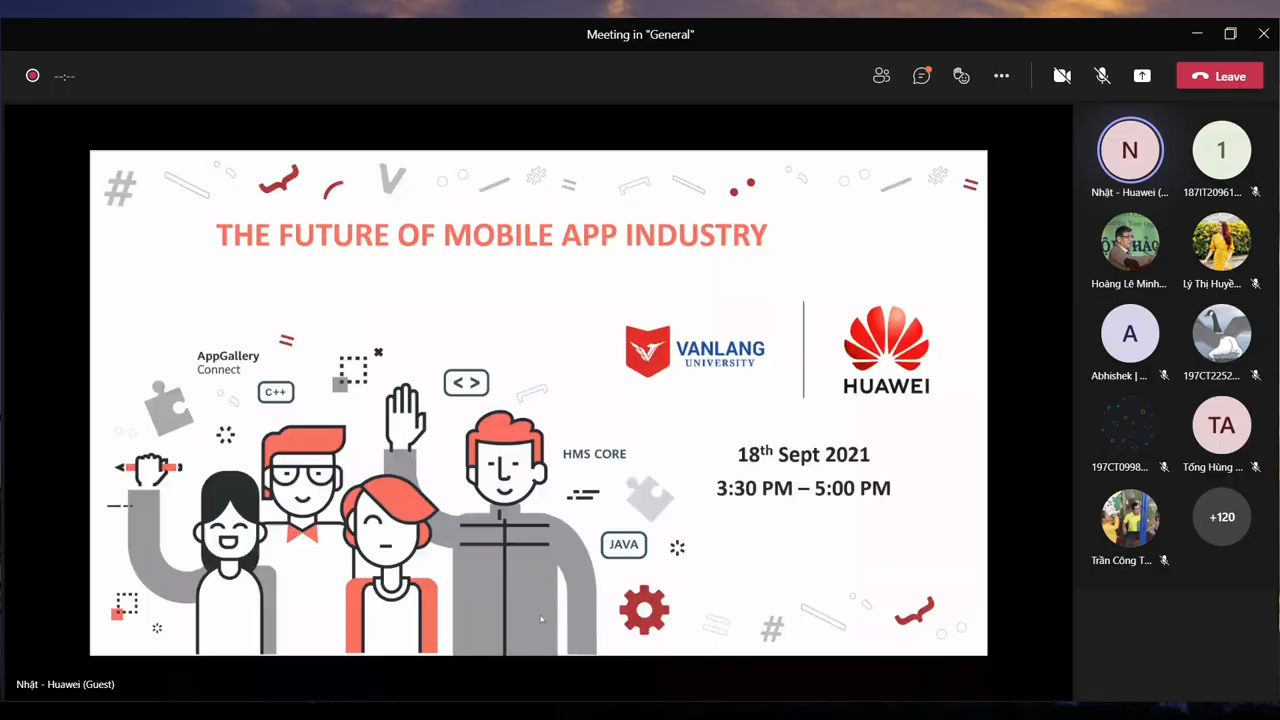 Meeting in "General"
--:--
Leave
THE FUTURE OF MOBILE APP INDUSTRY
AppGallery
Connect
C++
< >
VANLANG
UNIVERSITY
HUAWEI
HMS CORE
18th Sept 2021
3:30 PM – 5:00 PM
JAVA
N
1
Nhật - Huawei (...
187IT20961...
Hoàng Lê Minh...
Lý Thị Huyề...
A
Abhishek | ...
197CT2252...
TA
197CT0998...
Tống Hùng ...
+120
Trần Công T...
Nhật - Huawei (Guest)